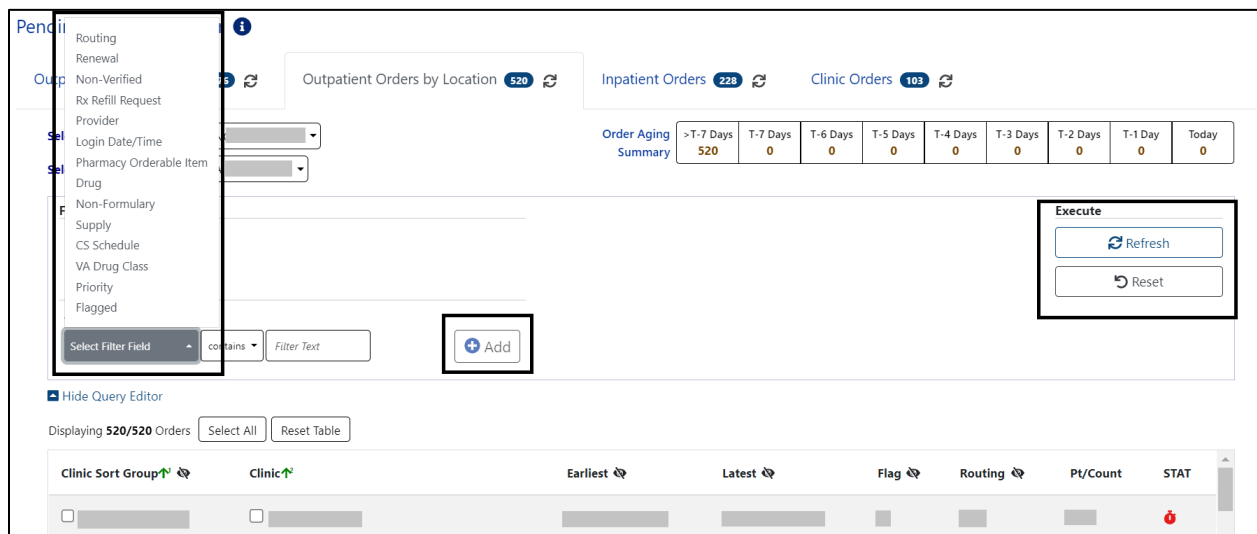 Pendin
Routing
Renewal
Non-Verified
Rx Refill Request
Provider
Login Date/Time
Pharmacy Orderable Item
Drug
Non-Formulary
Supply
CS Schedule
VA Drug Class
Priority
Flagged
Outpatient Orders by Location 520
Inpatient Orders 228
Clinic Orders 103
Order Aging Summary
>T-7 Days T-7 Days T-6 Days T-5 Days T-4 Days T-3 Days T-2 Days T-1 Day Today
520 0 0 0 0 0 0 0 0
Execute
Refresh
Reset
Select Filter Field contains Filter Text Add
Hide Query Editor
Displaying 520/520 Orders Select All Reset Table
Clinic Sort Group 1 Clinic 2 Earliest Latest Flag Routing Pt/Count STAT